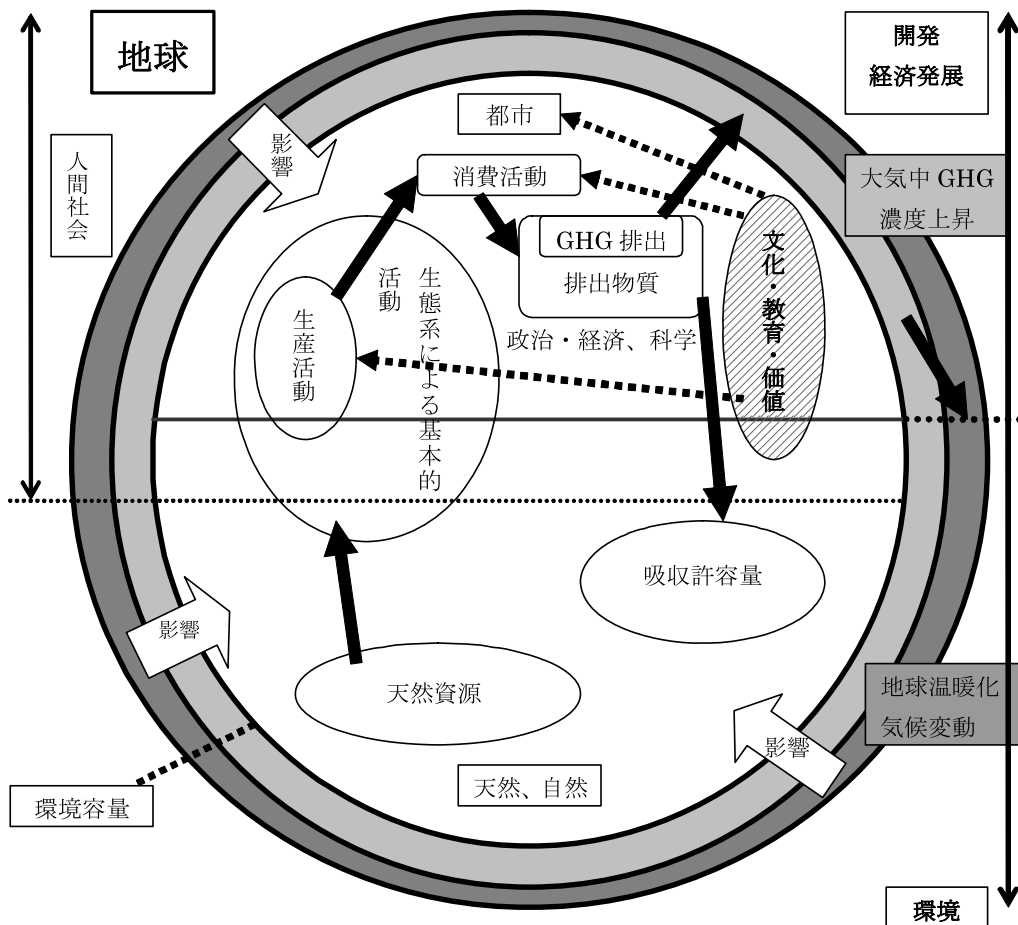 地球
開発
経済発展
都市
影響
人間社会
消費活動
大気中 GHG
濃度上昇
GHG 排出
排出物質
文化・教育・価値
生態系による基本的
活動
生産活動
政治・経済、科学
吸収許容量
影響
天然資源
地球温暖化
気候変動
影響
天然、自然
環境容量
環境